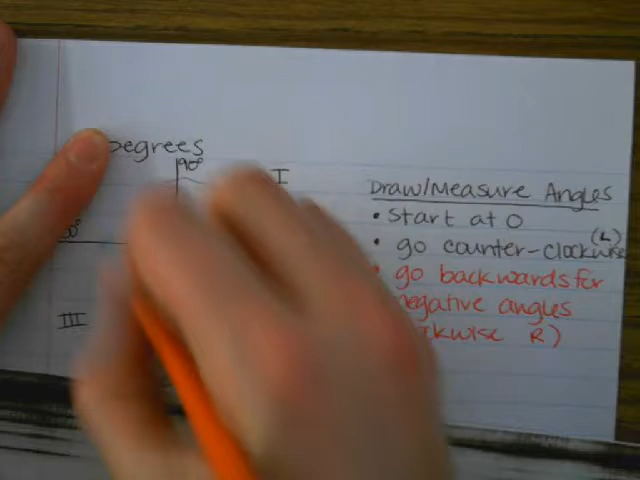 Degrees
90°
I
III
Draw/Measure Angles
• start at 0
(L)
• go counter-clockwise
• go backwards for
negative angles
R)